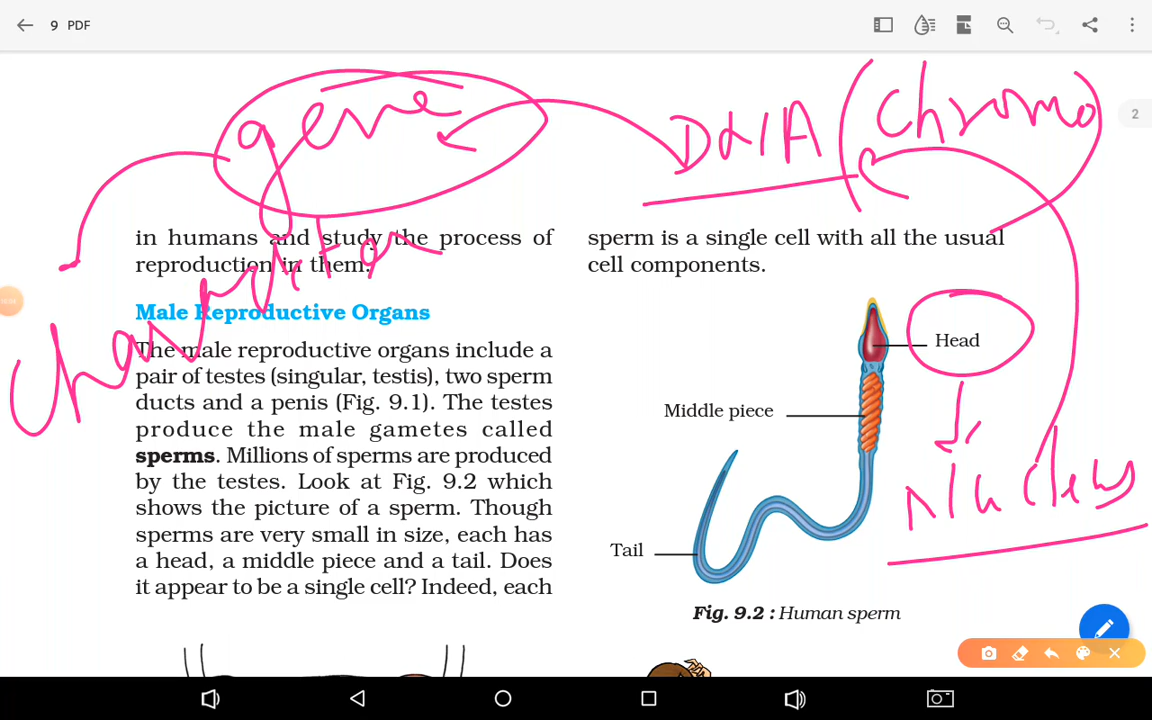 9 PDF
2
gene
DNA (Chromo)
in humans and study the process of
reproduction in them.
Male Reproductive Organs
The male reproductive organs include a
pair of testes (singular, testis), two sperm
ducts and a penis (Fig. 9.1). The testes
produce the male gametes called
sperms. Millions of sperms are produced
by the testes. Look at Fig. 9.2 which
shows the picture of a sperm. Though
sperms are very small in size, each has
a head, a middle piece and a tail. Does
it appear to be a single cell? Indeed, each
sperm is a single cell with all the usual
cell components.
Head
Middle piece
Nucleus
Tail
Fig. 9.2 : Human sperm